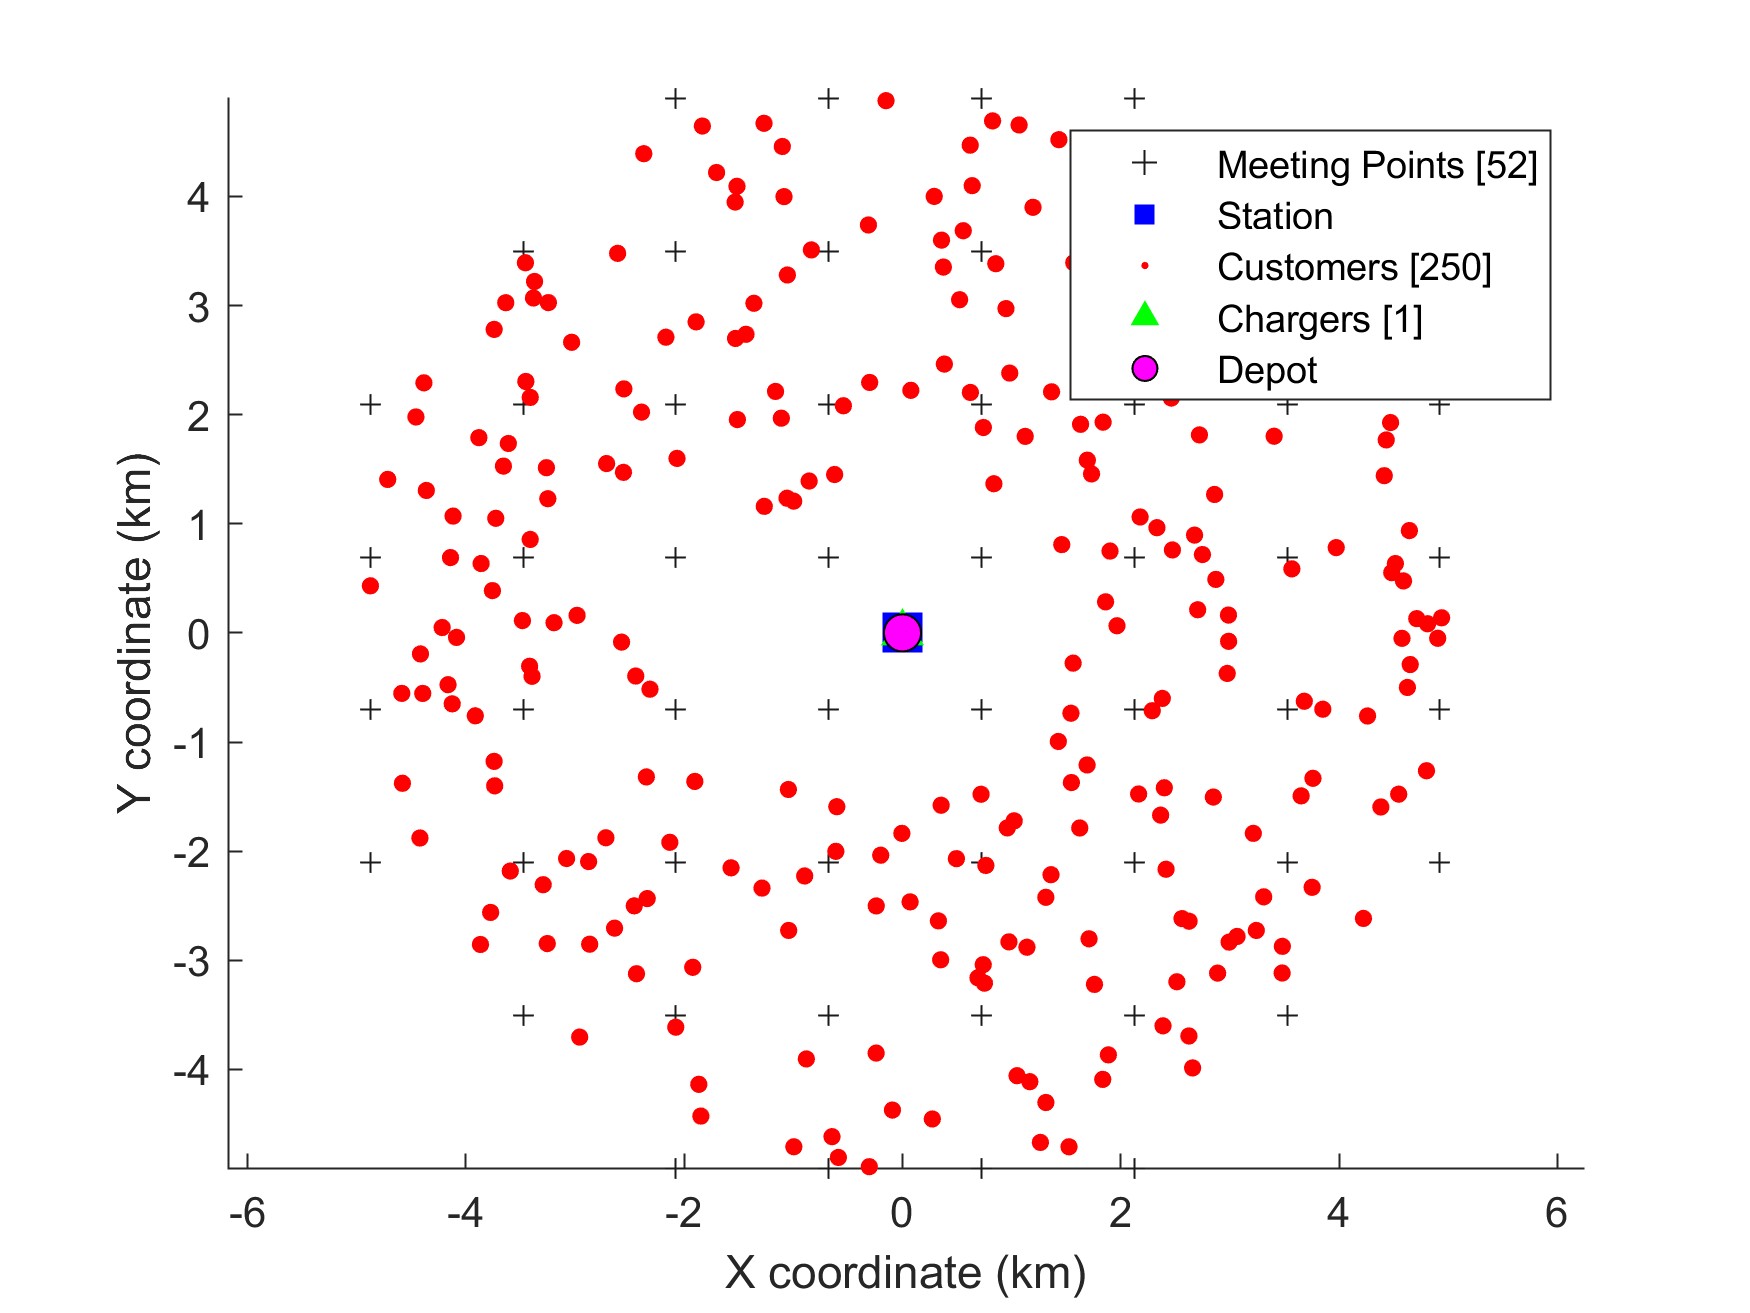 Meeting Points [52]
Station
Customers [250]
Chargers [1]
Depot
4
3
2
1
0
-1
-2
-3
-4
Y coordinate (km)
-6 -4 -2 0 2 4 6
X coordinate (km)